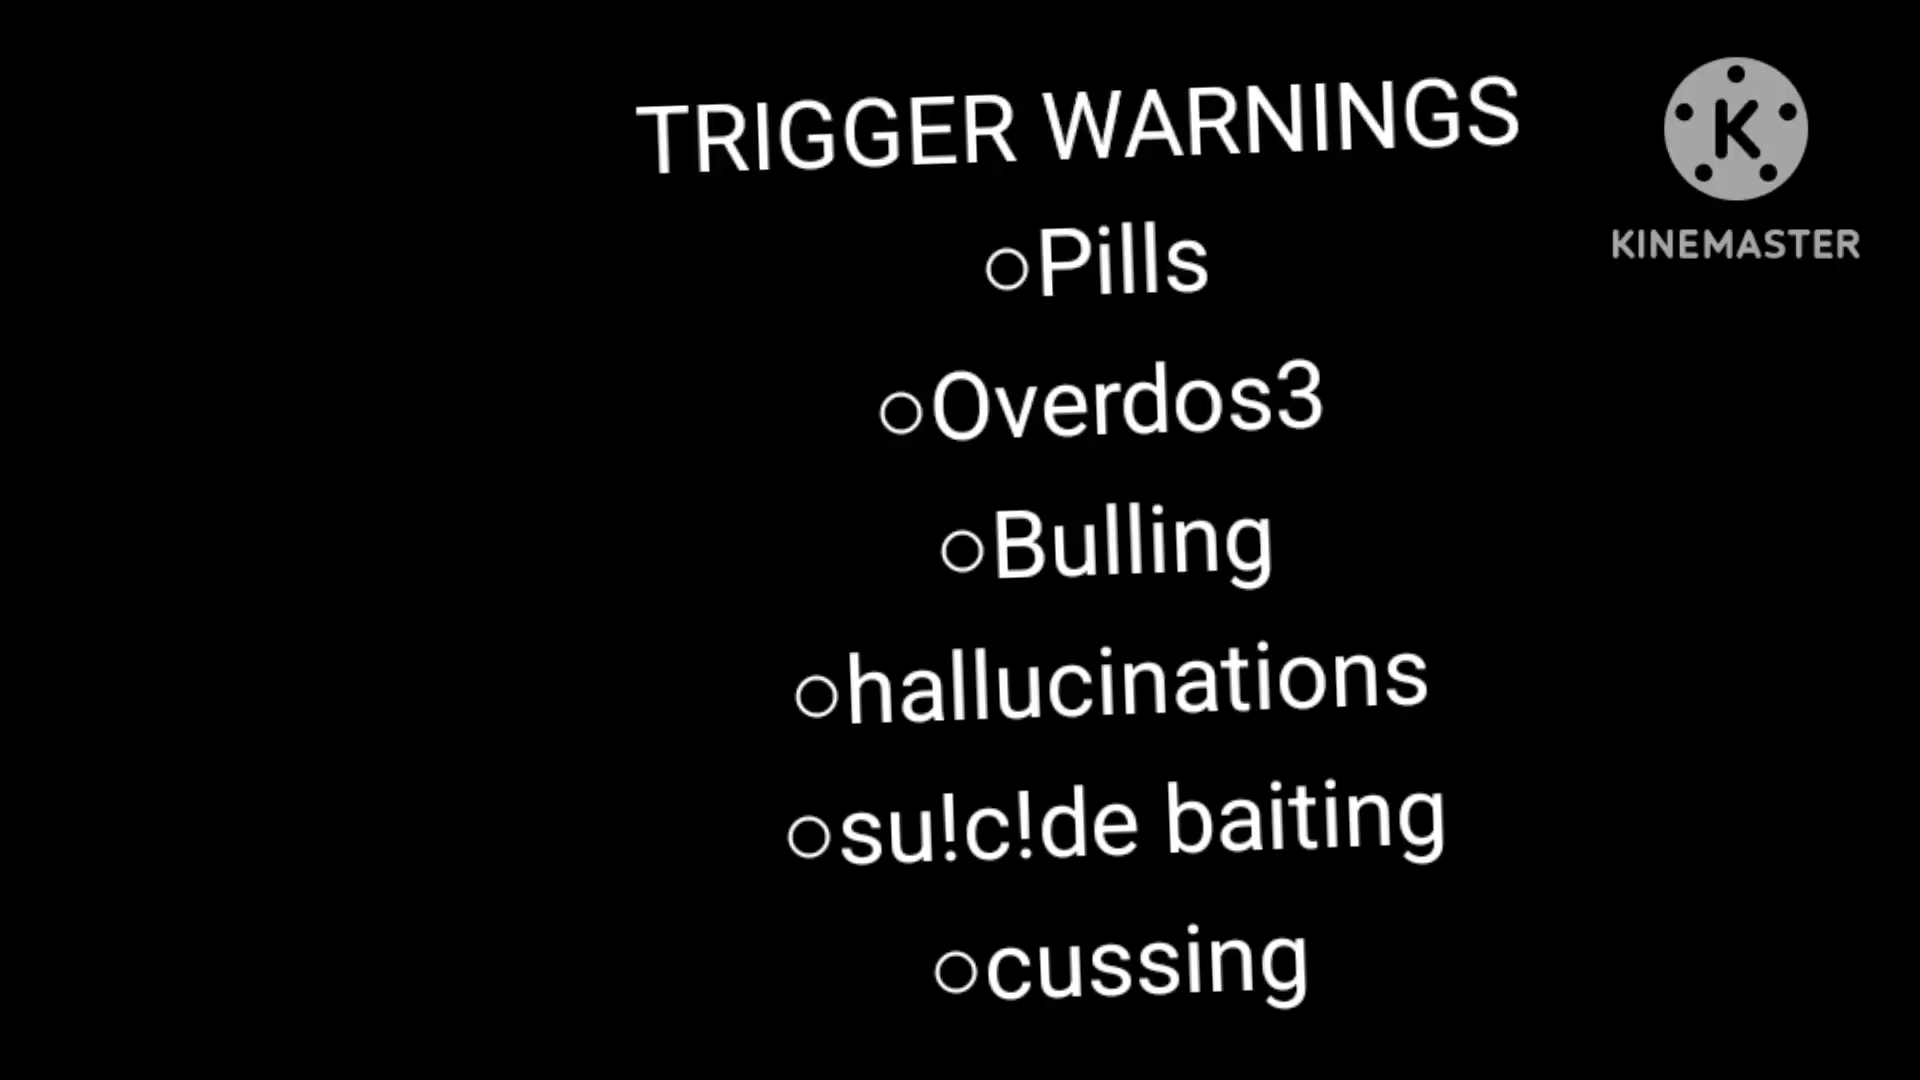 TRIGGER WARNINGS
K
KINEMASTER
○Pills
○Overdos3
○Bulling
○hallucinations
○su!c!de baiting
○cussing